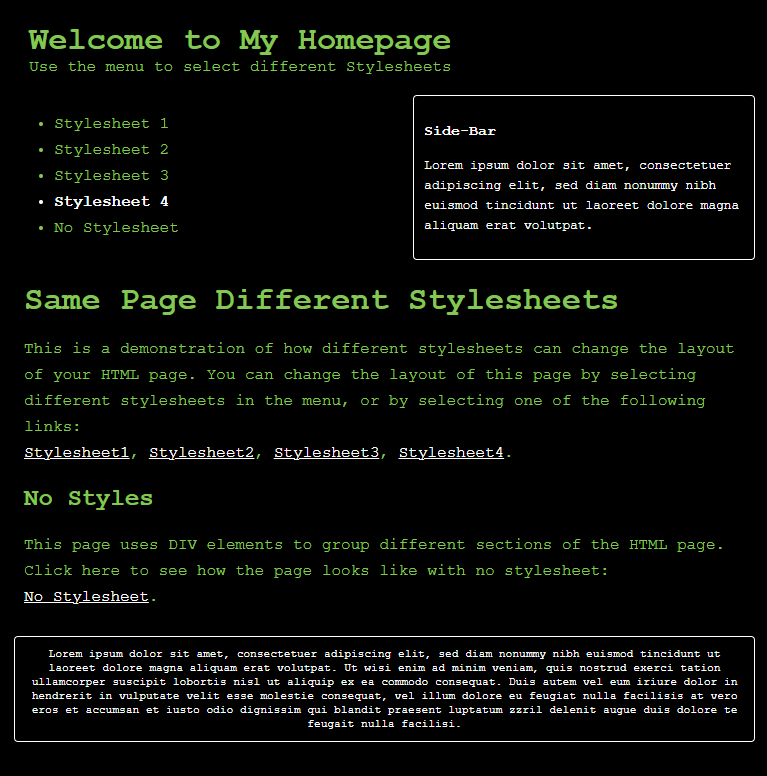 Welcome to My Homepage
Use the menu to select different Stylesheets
Stylesheet 1
Stylesheet 2
Stylesheet 3
Stylesheet 4
No Stylesheet
Side-Bar
Lorem ipsum dolor sit amet, consectetuer
adipiscing elit, sed diam nonummy nibh
euismod tincidunt ut laoreet dolore magna
aliquam erat volutpat.
Same Page Different Stylesheets
This is a demonstration of how different stylesheets can change the layout
of your HTML page. You can change the layout of this page by selecting
different stylesheets in the menu, or by selecting one of the following
links:
Stylesheet1, Stylesheet2, Stylesheet3, Stylesheet4.
No Styles
This page uses DIV elements to group different sections of the HTML page.
Click here to see how the page looks like with no stylesheet:
No Stylesheet.
Lorem ipsum dolor sit amet, consectetuer adipiscing elit, sed diam nonummy nibh euismod tincidunt ut
laoreet dolore magna aliquam erat volutpat. Ut wisi enim ad minim veniam, quis nostrud exerci tation
ullamcorper suscipit lobortis nisl ut aliquip ex ea commodo consequat. Duis autem vel eum iriure dolor in
hendrerit in vulputate velit esse molestie consequat, vel illum dolore eu feugiat nulla facilisis at vero
eros et accumsan et iusto odio dignissim qui blandit praesent luptatum zzril delenit augue duis dolore te
feugait nulla facilisi.